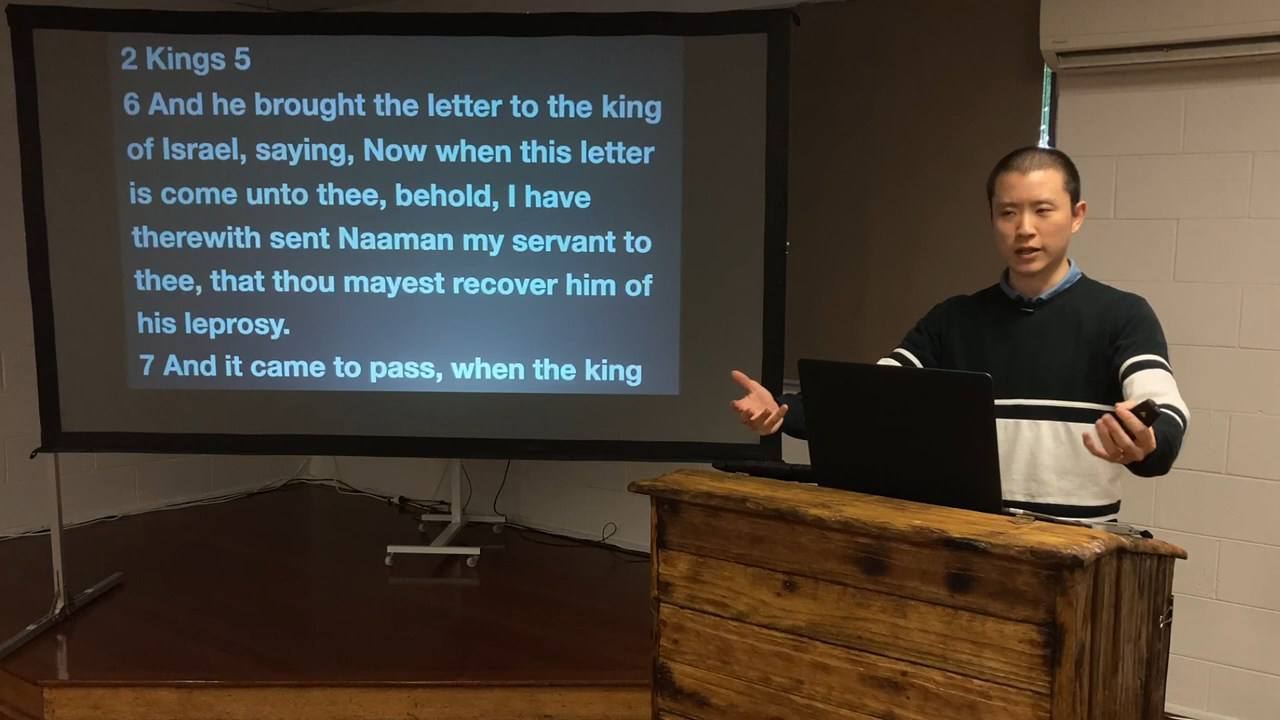 2 Kings 5
6 And he brought the letter to the king
of Israel, saying, Now when this letter
is come unto thee, behold, I have
therewith sent Naaman my servant to
thee, that thou mayest recover him of
his leprosy.
7 And it came to pass, when the king